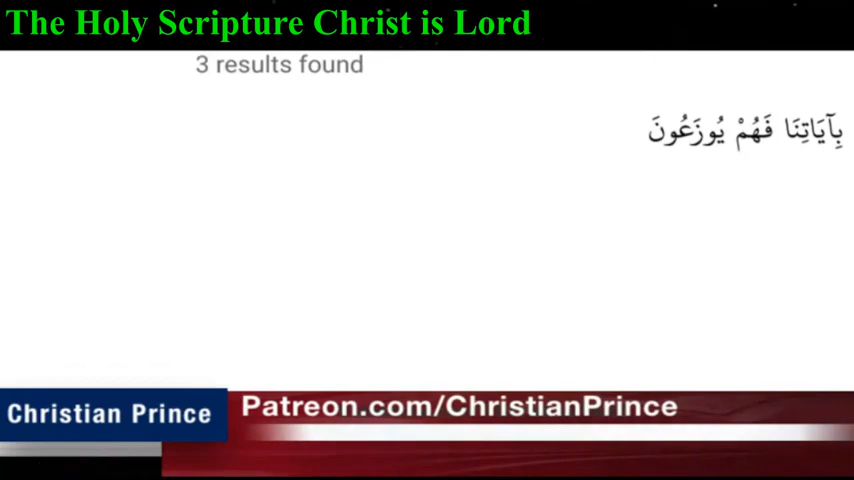 The Holy Scripture Christ is Lord
3 results found
بِآيَاتِنَا فَهُمْ يُوزَعُونَ
Christian Prince
Patreon.com/ChristianPrince